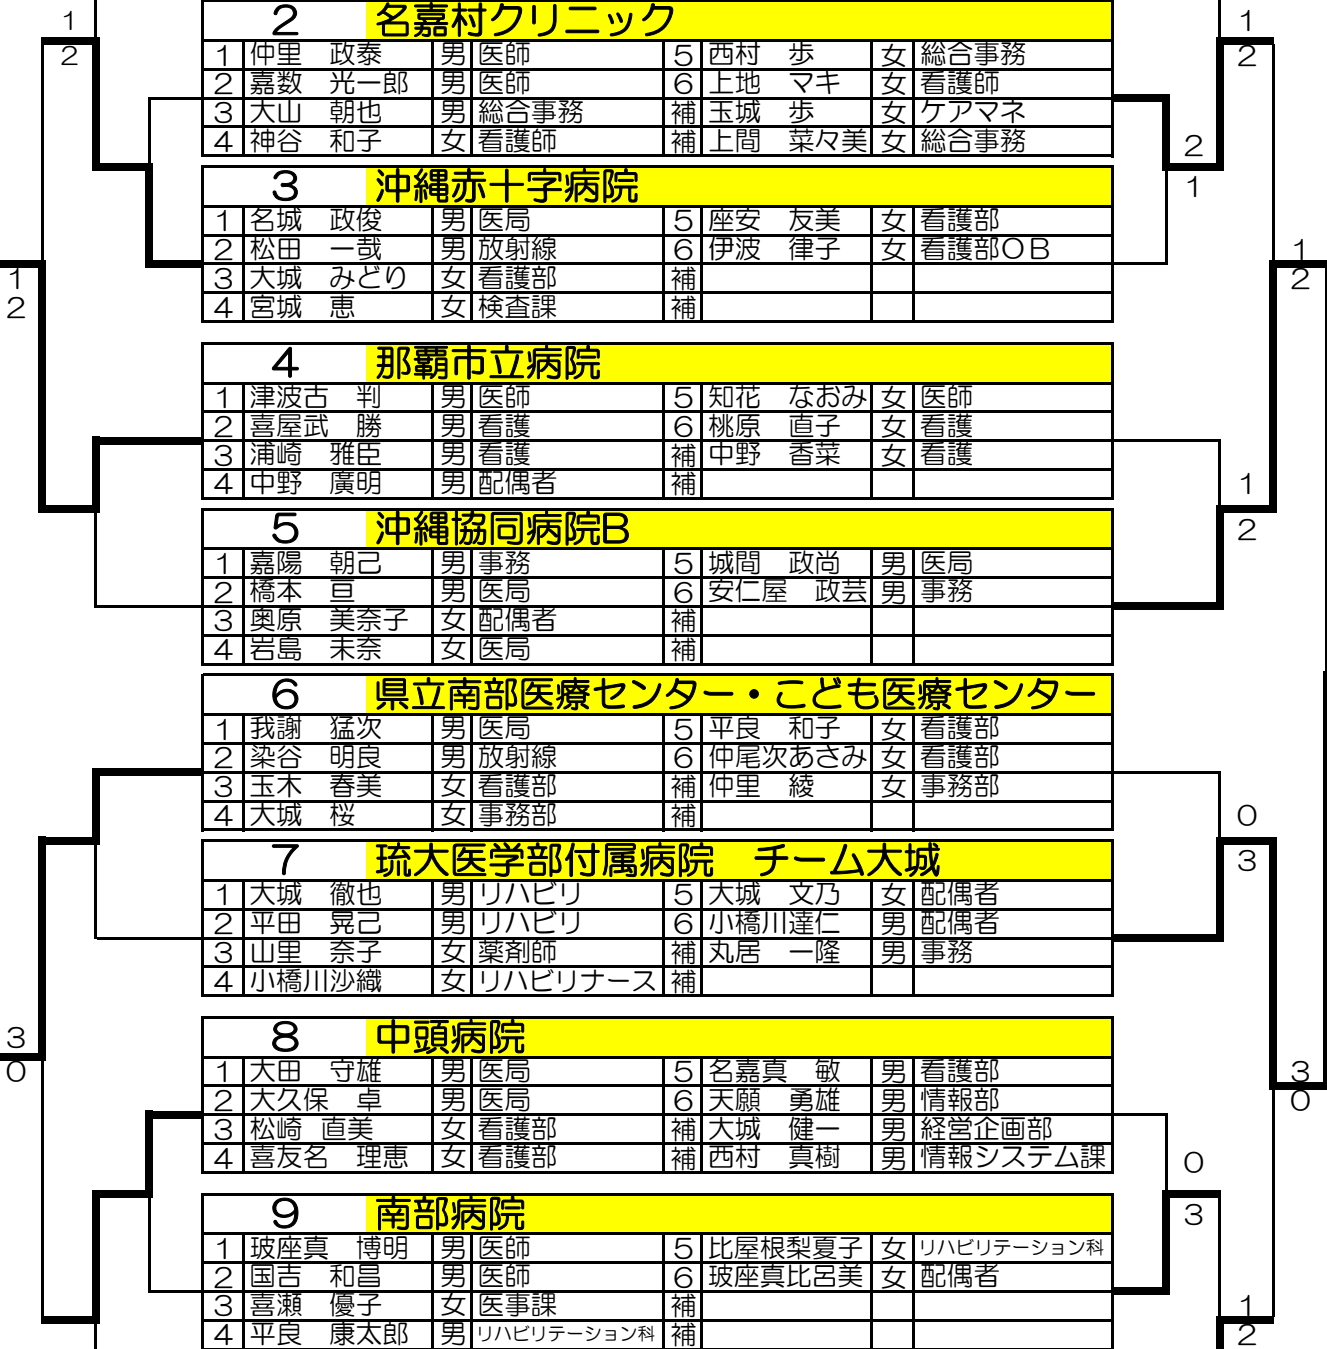 2 名嘉村クリニック
1 仲里 政泰 男 医師 5 西村 歩 女 総合事務
2 嘉数 光一郎 男 医師 6 上地 マキ 女 看護師
3 大山 朝也 男 総合事務 補 玉城 歩 女 ケアマネ
4 神谷 和子 女 看護師 補 上間 菜々美 女 総合事務
1
2
1
2
2
1
3 沖縄赤十字病院
1 名城 政俊 男 医局 5 座安 友美 女 看護部
2 松田 一哉 男 放射線 6 伊波 律子 女 看護部OB
3 大城 みどり 女 看護部 補
4 宮城 恵 女 検査課 補
1
2
1
2
4 那覇市立病院
1 津波古 判 男 医師 5 知花 なおみ 女 医師
2 喜屋武 勝 男 看護 6 桃原 直子 女 看護
3 浦崎 雅臣 男 看護 補 中野 香菜 女 看護
4 中野 廣明 男 配偶者 補
1
2
5 沖縄協同病院B
1 嘉陽 朝己 男 事務 5 城間 政尚 男 医局
2 橋本 亘 男 医局 6 安仁屋 政芸 男 事務
3 奥原 美奈子 女 配偶者 補
4 岩島 未奈 女 医局 補
6 県立南部医療センター・こども医療センター
1 我謝 猛次 男 医局 5 平良 和子 女 看護部
2 染谷 明良 男 放射線 6 仲尾次あさみ 女 看護部
3 玉木 春美 女 看護部 補 仲里 綾 女 事務部
4 大城 桜 女 事務部 補
0
3
7 琉大医学部付属病院 チーム大城
1 大城 徹也 男 リハビリ 5 大城 文乃 女 配偶者
2 平田 晃己 男 リハビリ 6 小橋川達仁 男 配偶者
3 山里 奈子 女 薬剤師 補 丸居 一隆 男 事務
4 小橋川沙織 女 リハビリナース 補
3
0
3
0
8 中頭病院
1 大田 守雄 男 医局 5 名嘉真 敏 男 看護部
2 大久保 卓 男 医局 6 天願 勇雄 男 情報部
3 松崎 直美 女 看護部 補 大城 健一 男 経営企画部
4 喜友名 理恵 女 看護部 補 西村 真樹 男 情報システム課
0
3
9 南部病院
1 玻座真 博明 男 医師 5 比屋根梨夏子 女 リハビリテーション科
2 国吉 和昌 男 医師 6 玻座真比呂美 女 配偶者
3 喜瀬 優子 女 医事課 補
4 平良 康太郎 男 リハビリテーション科 補
1
2